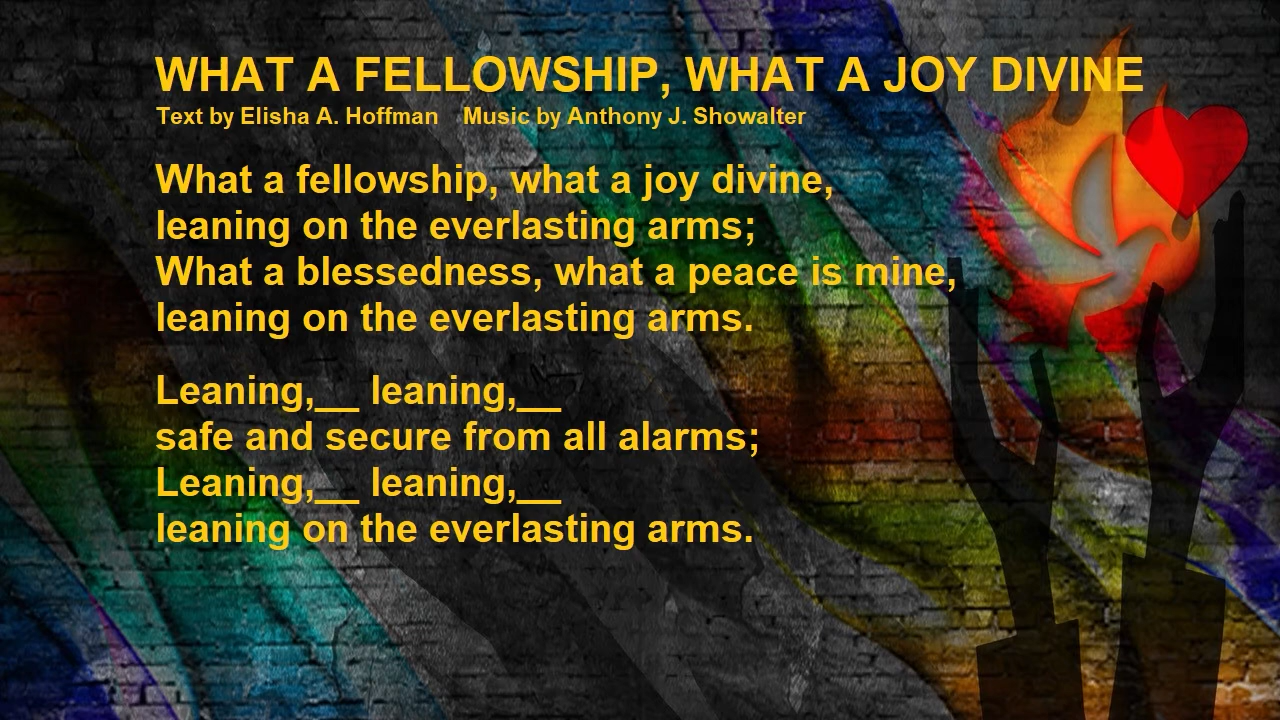 WHAT A FELLOWSHIP, WHAT A JOY DIVINE
Text by Elisha A. Hoffman    Music by Anthony J. Showalter
What a fellowship, what a joy divine,
leaning on the everlasting arms;
What a blessedness, what a peace is mine,
leaning on the everlasting arms.
Leaning,__ leaning,__
safe and secure from all alarms;
Leaning,__ leaning,__
leaning on the everlasting arms.